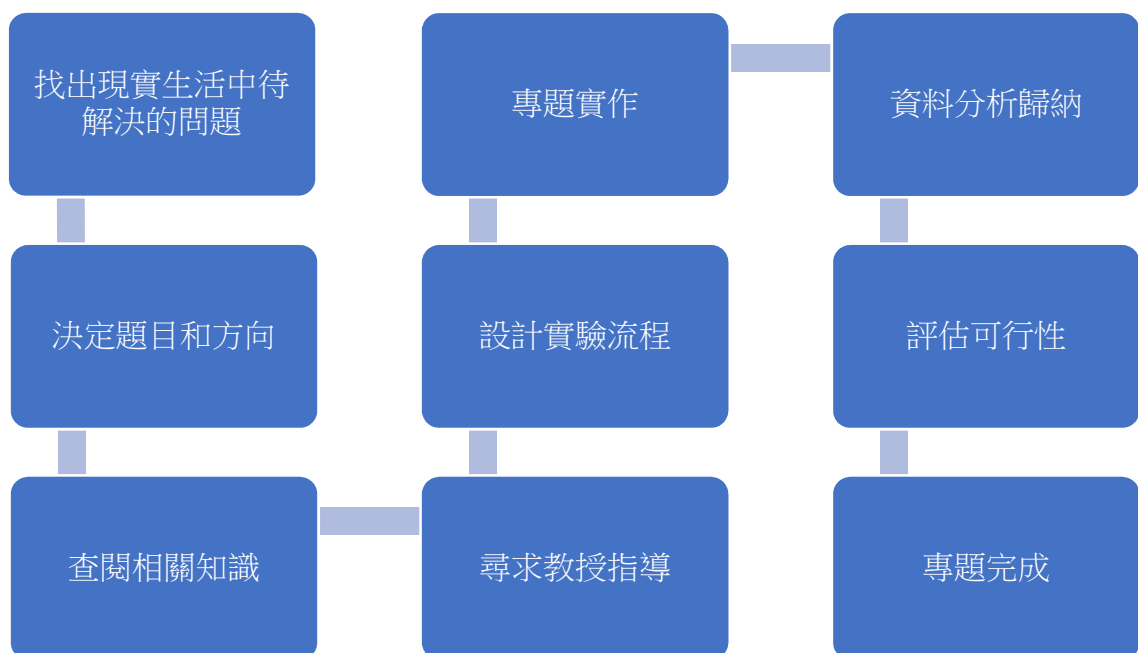 找出現實生活中待
解決的問題
決定題目和方向
查閱相關知識
尋求教授指導
設計實驗流程
專題實作
資料分析歸納
評估可行性
專題完成